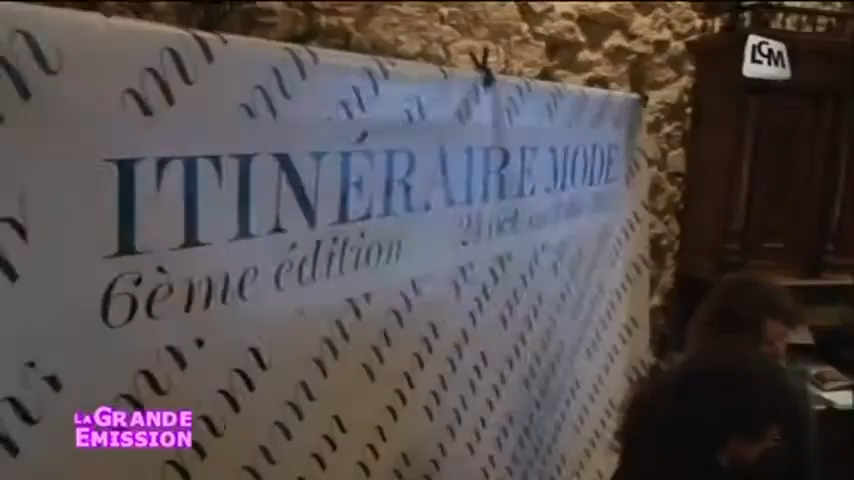 LCM
ITINÉRAIRE MODE
6ème édition
LA GRANDE
EMISSION